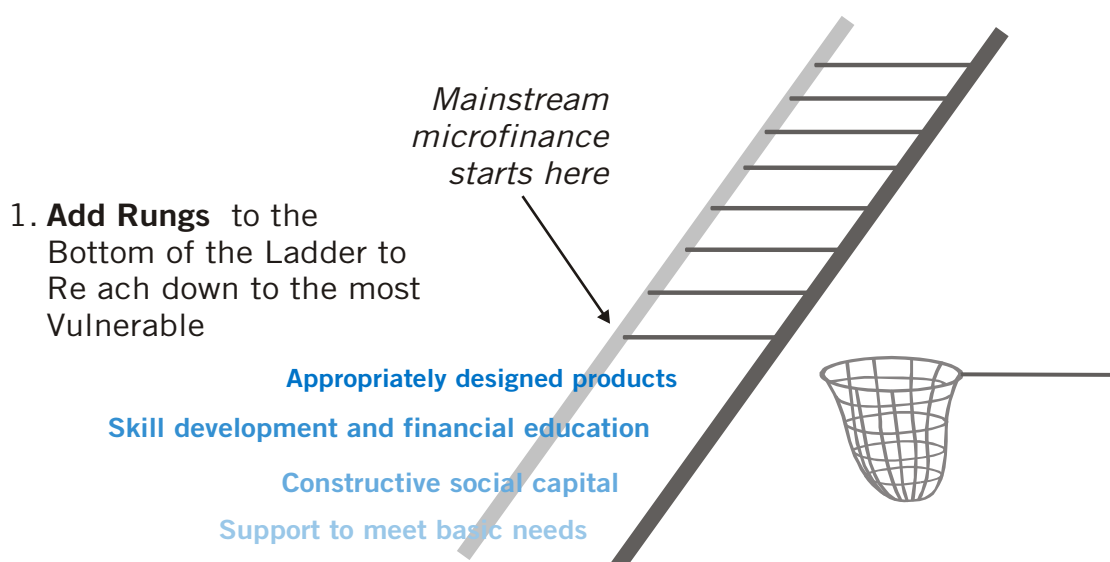 Mainstream
microfinance
starts here
1. Add Rungs to the
Bottom of the Ladder to
Re ach down to the most
Vulnerable
Appropriately designed products
Skill development and financial education
Constructive social capital
Support to meet basic needs